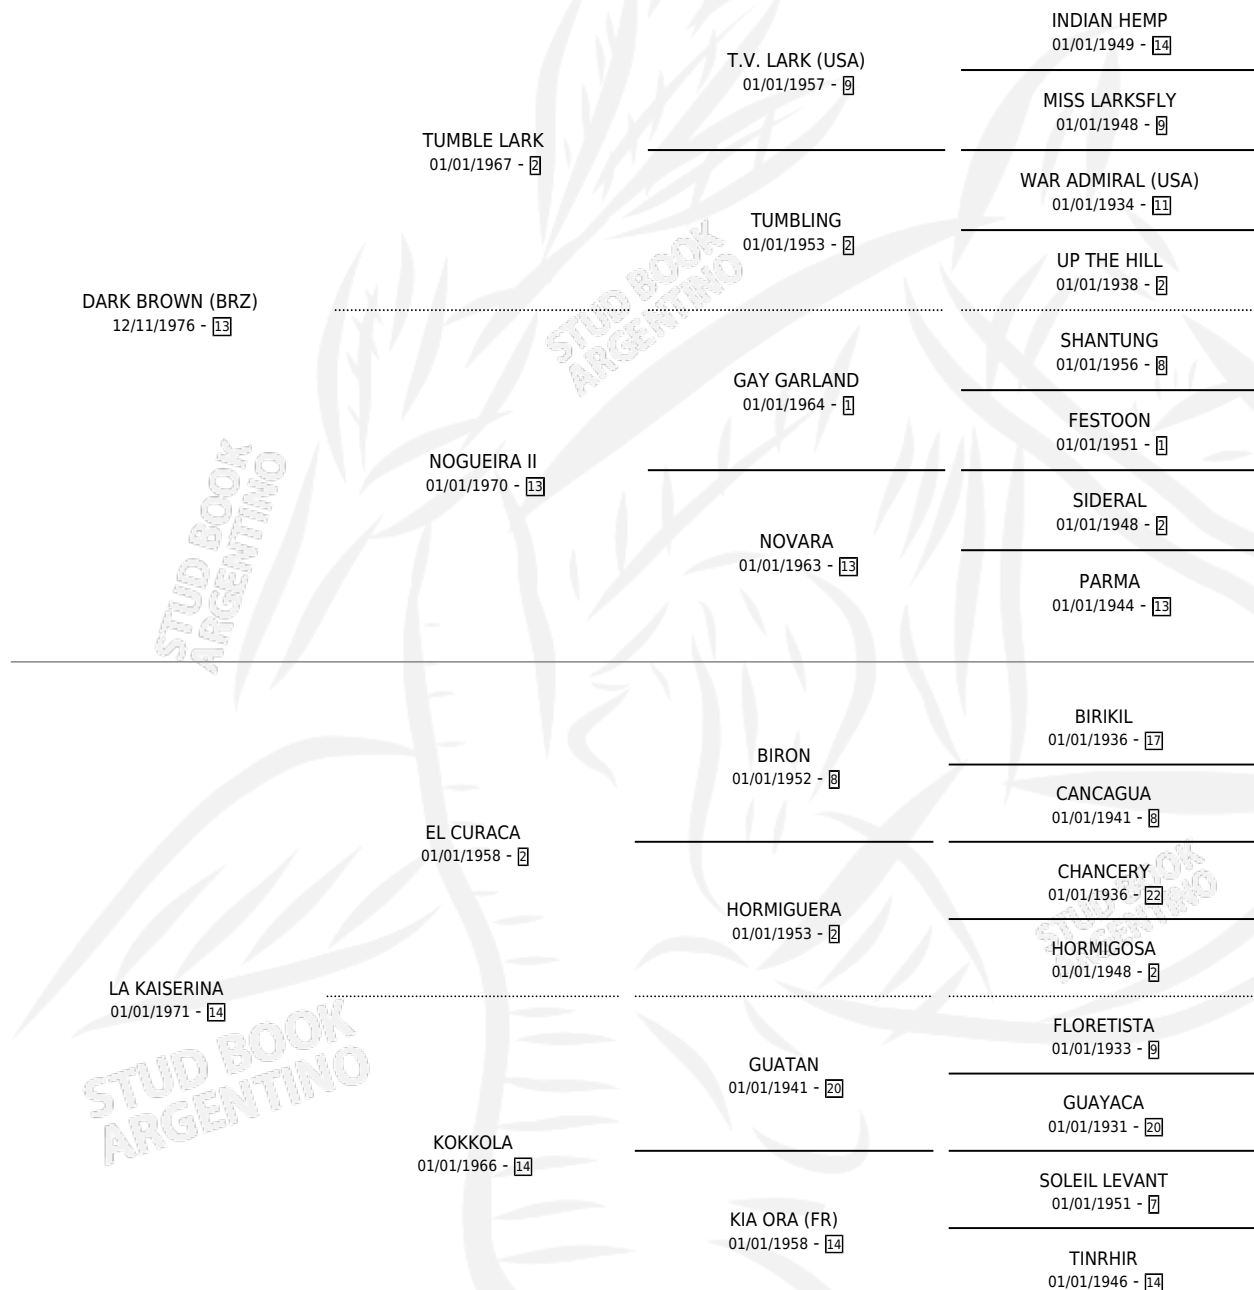 INDIAN HEMP
01/01/1949 - 14
T.V. LARK (USA)
01/01/1957 - 9
MISS LARKSFLY
01/01/1948 - 9
TUMBLE LARK
01/01/1967 - 2
WAR ADMIRAL (USA)
01/01/1934 - 11
TUMBLING
01/01/1953 - 2
UP THE HILL
01/01/1938 - 2
DARK BROWN (BRZ)
12/11/1976 - 13
SHANTUNG
01/01/1956 - 8
GAY GARLAND
01/01/1964 - 1
FESTOON
01/01/1951 - 1
NOGUEIRA II
01/01/1970 - 13
SIDERAL
01/01/1948 - 2
NOVARA
01/01/1963 - 13
PARMA
01/01/1944 - 13
BIRIKIL
01/01/1936 - 17
BIRON
01/01/1952 - 8
CANCAGUA
01/01/1941 - 8
EL CURACA
01/01/1958 - 2
CHANCERY
01/01/1936 - 22
HORMIGUERA
01/01/1953 - 2
HORMIGOSA
01/01/1948 - 2
LA KAISERINA
01/01/1971 - 14
FLORETISTA
01/01/1933 - 9
GUATAN
01/01/1941 - 20
GUAYACA
01/01/1931 - 20
KOKKOLA
01/01/1966 - 14
SOLEIL LEVANT
01/01/1951 - 7
KIA ORA (FR)
01/01/1958 - 14
TINRHIR
01/01/1946 - 14
STUD BOOK
ARGENTINO
STUD BOOK
ARGENTINO
STUD BOOK
ARGENTINO
STUD BOOK
ARGENTINO